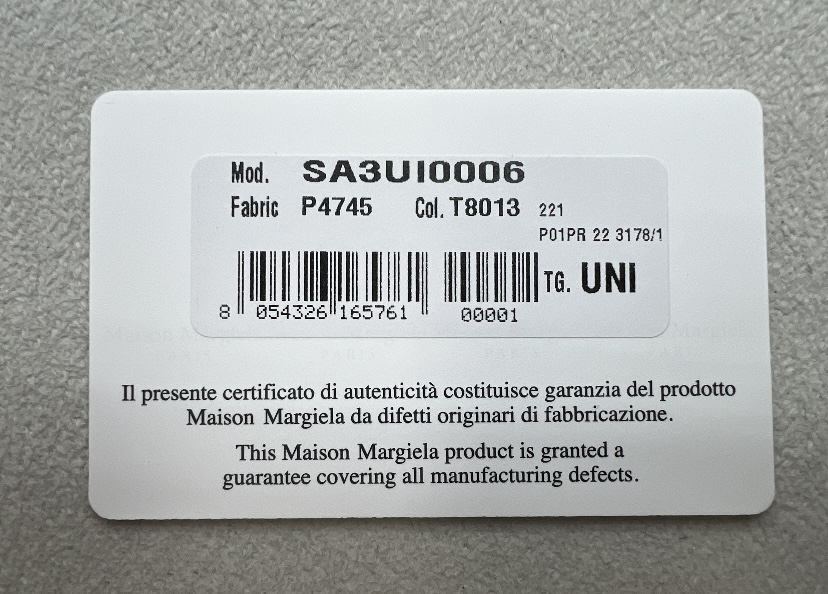 Mod. SA3UI0006
Fabric P4745 Col. T8013 221
P01PR 22 3178/1
TG. UNI
8 054326 165761 00001
Il presente certificato di autenticità costituisce garanzia del prodotto
Maison Margiela da difetti originari di fabbricazione.
This Maison Margiela product is granted a
guarantee covering all manufacturing defects.